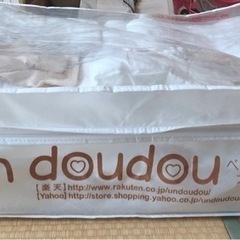 n doudou ベ
【楽天】http://www.rakuten.co.jp/undoudou/
【Yahoo】http://store.shopping.yahoo.co.jp/undoudou/